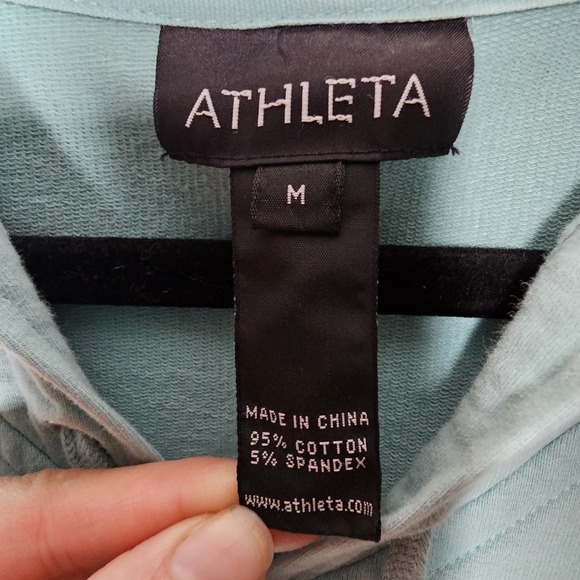 ATHLETA
M
MADE IN CHINA
95% COTTON
5% SPANDEX
www.athleta.com